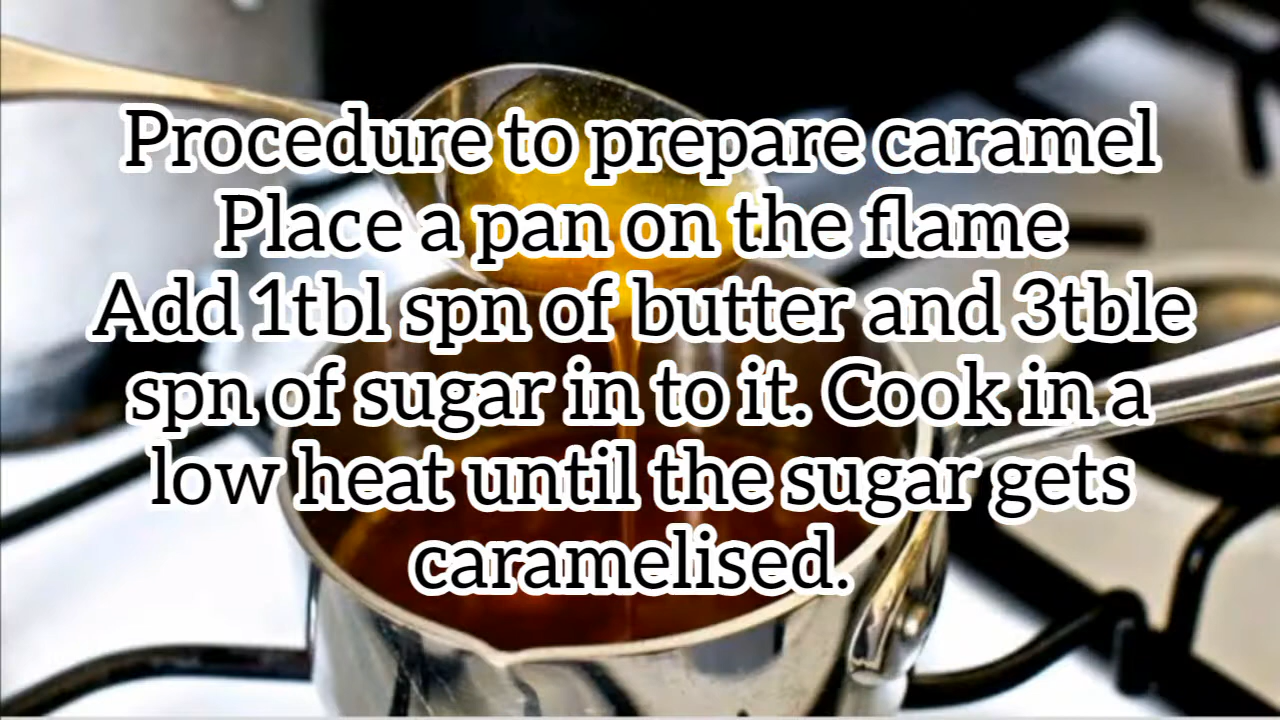 Procedure to prepare caramel
Place a pan on the flame
Add 1tbl spn of butter and 3tble
spn of sugar in to it. Cook in a
low heat until the sugar gets
caramelised.